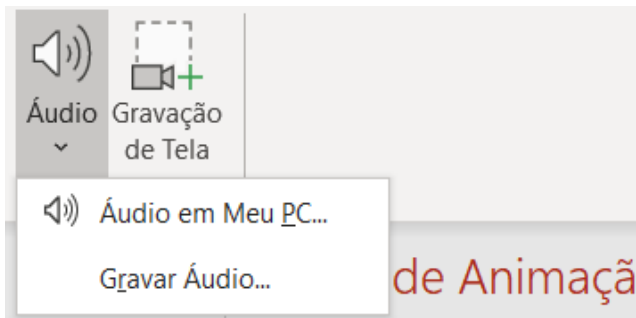 Áudio
Gravação
de Tela
Áudio em Meu PC...
Gravar Áudio...
de Animaçã